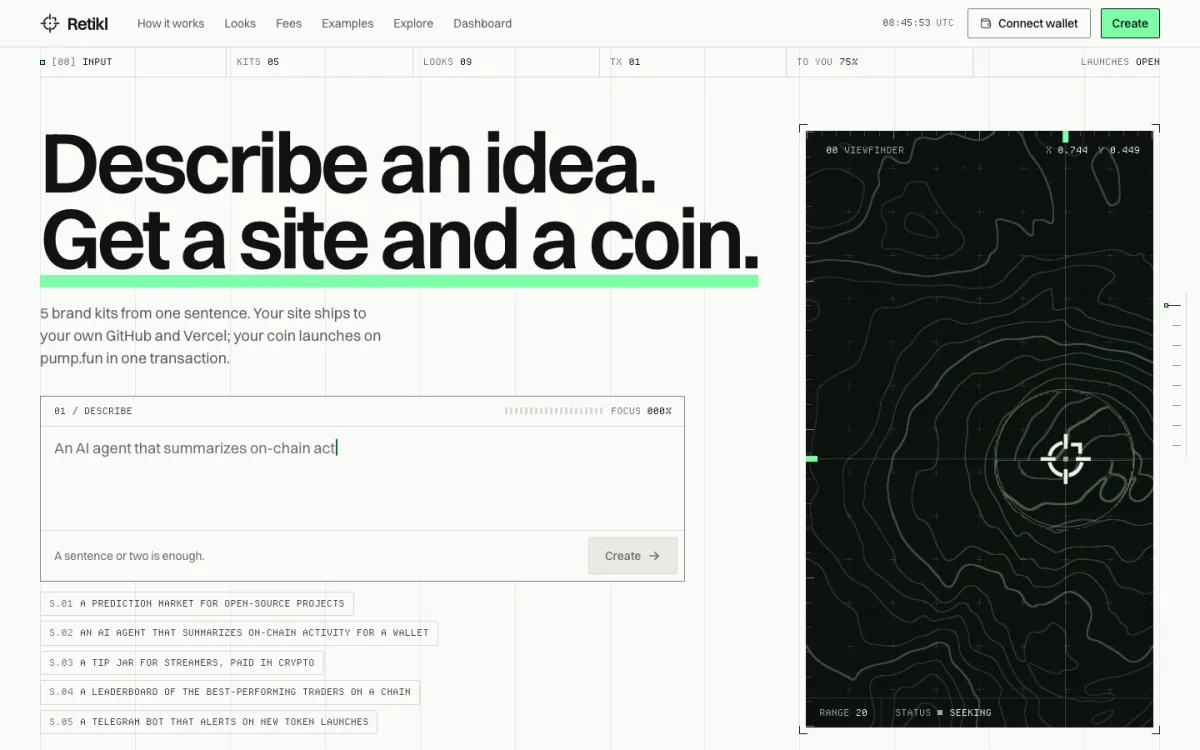 Retikl
How it works
Looks
Fees
Examples
Explore
Dashboard
08:45:53 UTC
Connect wallet
Create
[00] INPUT
KITS 05
LOOKS 09
TX 01
TO YOU 75%
LAUNCHES OPEN
Describe an idea.
Get a site and a coin.
5 brand kits from one sentence. Your site ships to
your own GitHub and Vercel; your coin launches on
pump.fun in one transaction.
01 / DESCRIBE
FOCUS 000%
An AI agent that summarizes on-chain act
A sentence or two is enough.
Create →
S.01 A PREDICTION MARKET FOR OPEN-SOURCE PROJECTS
S.02 AN AI AGENT THAT SUMMARIZES ON-CHAIN ACTIVITY FOR A WALLET
S.03 A TIP JAR FOR STREAMERS, PAID IN CRYPTO
S.04 A LEADERBOARD OF THE BEST-PERFORMING TRADERS ON A CHAIN
S.05 A TELEGRAM BOT THAT ALERTS ON NEW TOKEN LAUNCHES
00 VIEWFINDER
X 0.744 Y 0.449
RANGE 20
STATUS ■ SEEKING